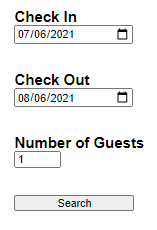 Check In
07/06/2021
Check Out
08/06/2021
Number of Guests
1
Search